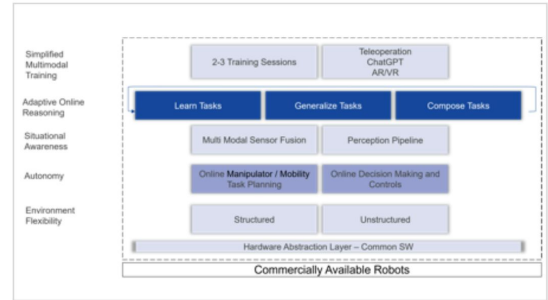 Simplified
Multimodal
Training
2-3 Training Sessions
Teleoperation
ChatGPT
AR/VR
Adaptive Online
Reasoning
Learn Tasks
Generalize Tasks
Compose Tasks
Situational
Awareness
Multi Modal Sensor Fusion
Perception Pipeline
Autonomy
Online Manipulator / Mobility
Task Planning
Online Decision Making and
Controls
Environment
Flexibility
Structured
Unstructured
Hardware Abstraction Layer – Common SW
Commercially Available Robots